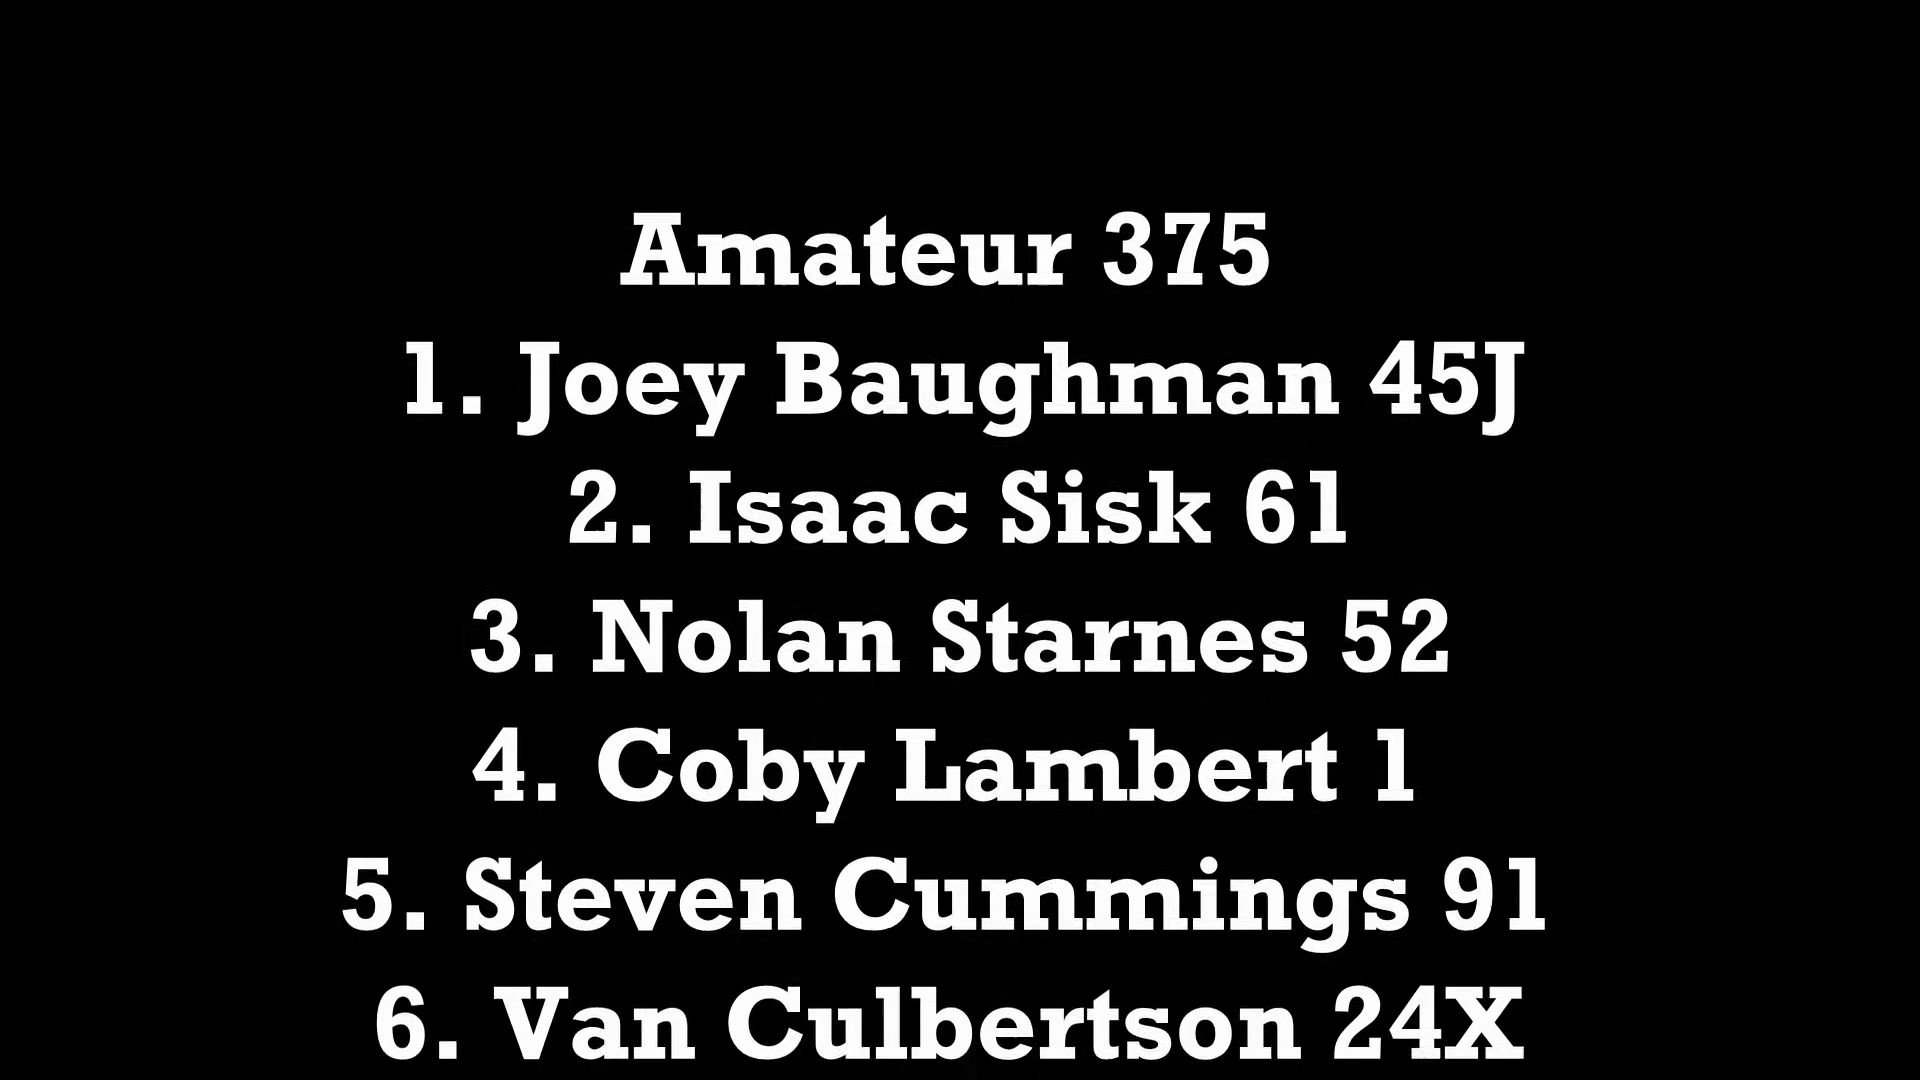 Amateur 375
1. Joey Baughman 45J
2. Isaac Sisk 61
3. Nolan Starnes 52
4. Coby Lambert 1
5. Steven Cummings 91
6. Van Culbertson 24X